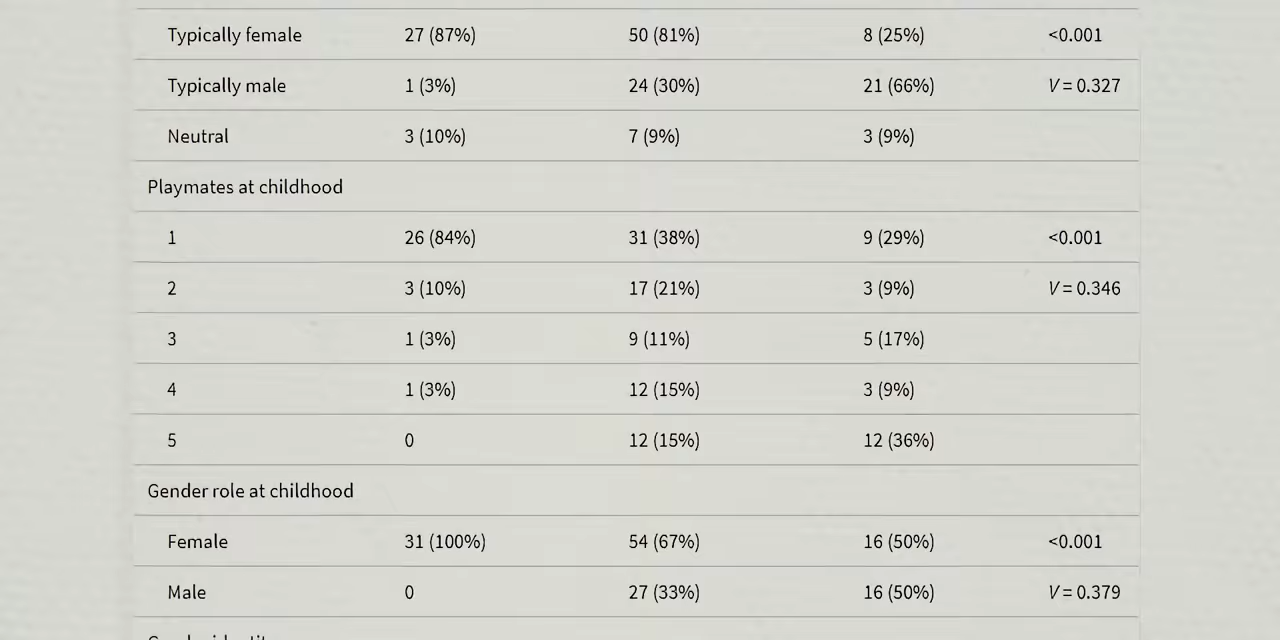 Typically female 27 (87%) 50 (81%) 8 (25%) <0.001
Typically male 1 (3%) 24 (30%) 21 (66%) V = 0.327
Neutral 3 (10%) 7 (9%) 3 (9%)
Playmates at childhood
1 26 (84%) 31 (38%) 9 (29%) <0.001
2 3 (10%) 17 (21%) 3 (9%) V = 0.346
3 1 (3%) 9 (11%) 5 (17%)
4 1 (3%) 12 (15%) 3 (9%)
5 0 12 (15%) 12 (36%)
Gender role at childhood
Female 31 (100%) 54 (67%) 16 (50%) <0.001
Male 0 27 (33%) 16 (50%) V = 0.379